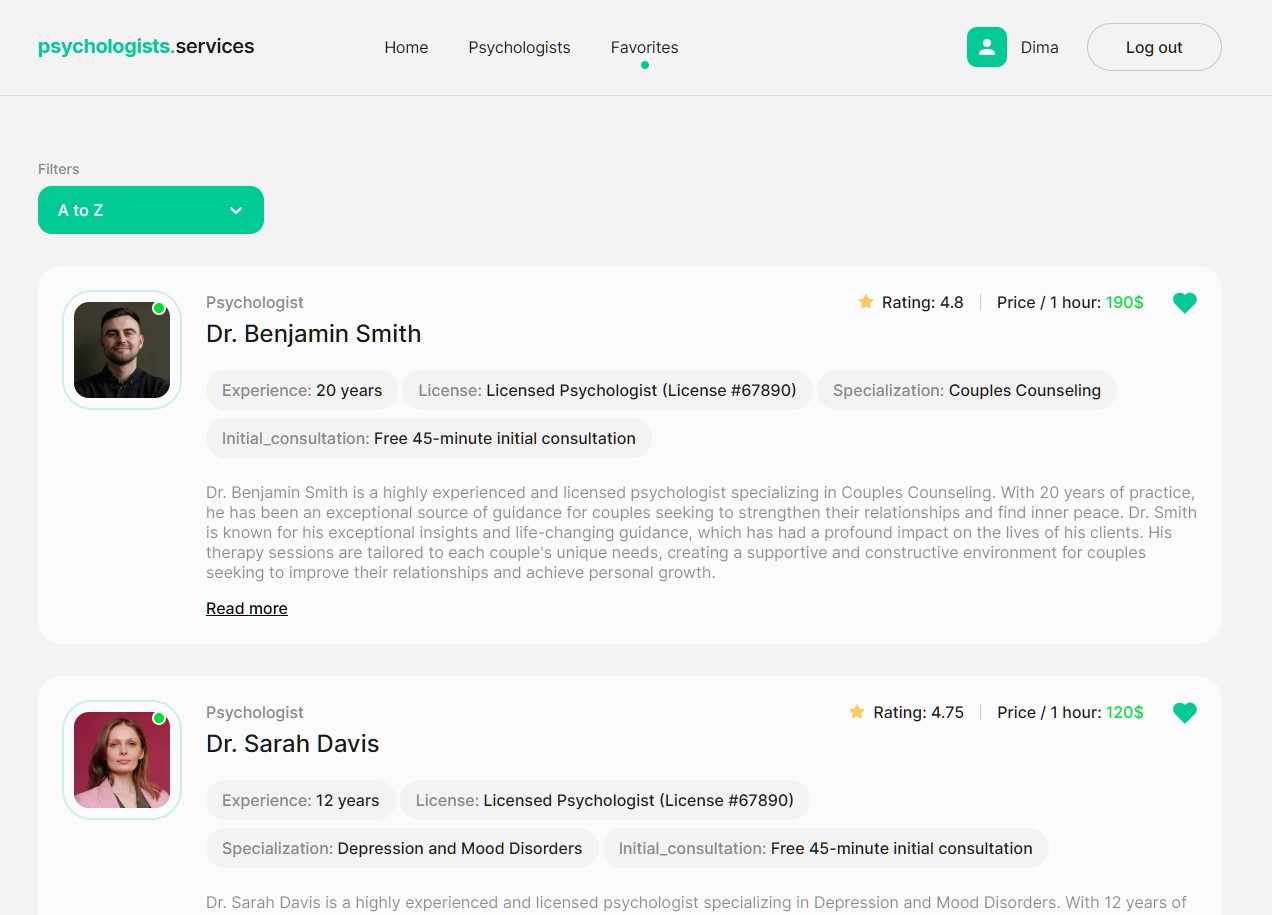 psychologists.services Home Psychologists Favorites Dima Log out
Filters
A to Z
Psychologist Rating: 4.8 Price / 1 hour: 190$
Dr. Benjamin Smith
Experience: 20 years License: Licensed Psychologist (License #67890) Specialization: Couples Counseling
Initial_consultation: Free 45-minute initial consultation
Dr. Benjamin Smith is a highly experienced and licensed psychologist specializing in Couples Counseling. With 20 years of practice,
he has been an exceptional source of guidance for couples seeking to strengthen their relationships and find inner peace. Dr. Smith
is known for his exceptional insights and life-changing guidance, which has had a profound impact on the lives of his clients. His
therapy sessions are tailored to each couple's unique needs, creating a supportive and constructive environment for couples
seeking to improve their relationships and achieve personal growth.
Read more
Psychologist Rating: 4.75 Price / 1 hour: 120$
Dr. Sarah Davis
Experience: 12 years License: Licensed Psychologist (License #67890)
Specialization: Depression and Mood Disorders Initial_consultation: Free 45-minute initial consultation
Dr. Sarah Davis is a highly experienced and licensed psychologist specializing in Depression and Mood Disorders. With 12 years of